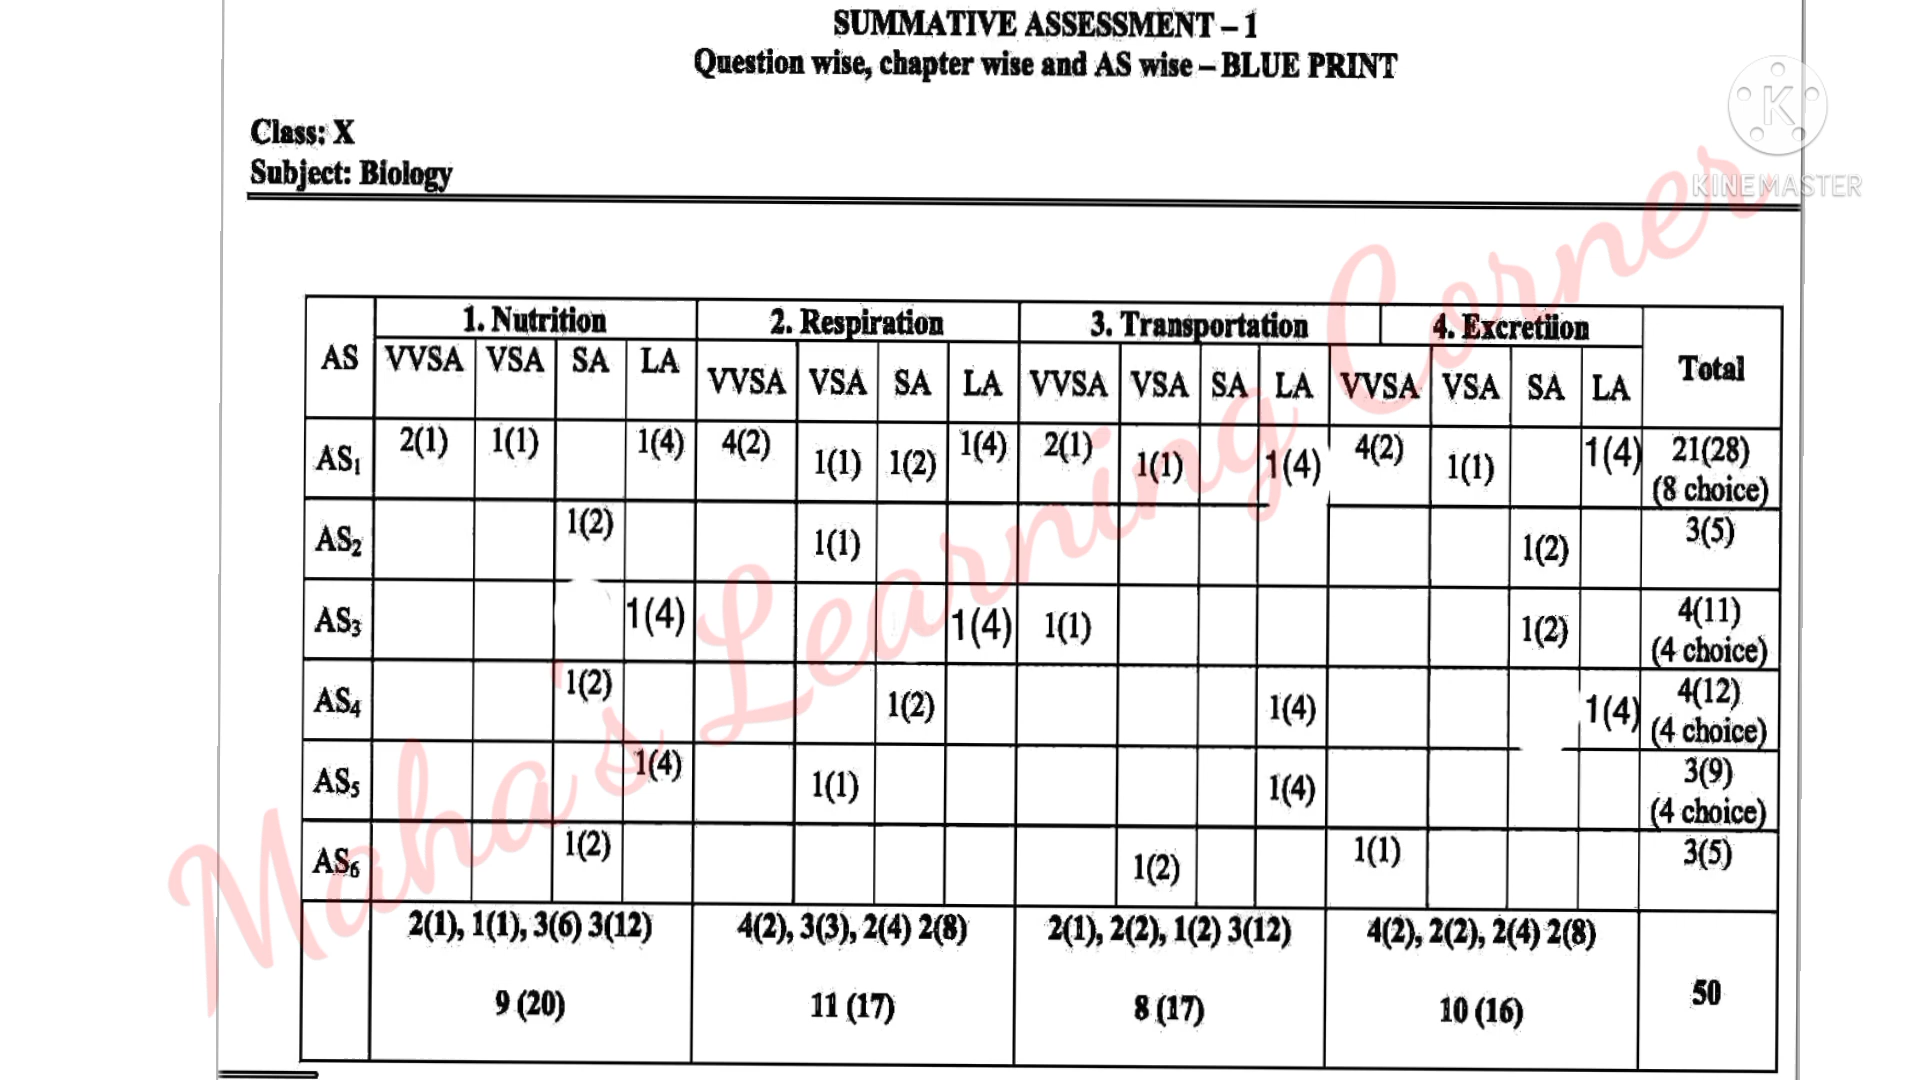 SUMMATIVE ASSESSMENT – 1
Question wise, chapter wise and AS wise – BLUE PRINT
K
KINEMASTER
Class: X
Subject: Biology
AS 1. Nutrition 2. Respiration 3. Transportation 4. Excretiion Total
VVSA VSA SA LA VVSA VSA SA LA VVSA VSA SA LA VVSA VSA SA LA
AS1 2(1) 1(1) 1(4) 4(2) 1(1) 1(2) 1(4) 2(1) 1(1) 1(4) 4(2) 1(1) 1(4) 21(28)
(8 choice)
AS2 1(2) 1(1) 1(2) 3(5)
AS3 1(4) 1(4) 1(1) 1(2) 4(11)
(4 choice)
AS4 1(2) 1(2) 1(4) 1(4) 4(12)
(4 choice)
AS5 1(4) 1(1) 1(4) 3(9)
(4 choice)
AS6 1(2) 1(2) 1(1) 3(5)
2(1), 1(1), 3(6) 3(12) 4(2), 3(3), 2(4) 2(8) 2(1), 2(2), 1(2) 3(12) 4(2), 2(2), 2(4) 2(8)
9 (20) 11 (17) 8 (17) 10 (16) 50
Maha's Learning Corner